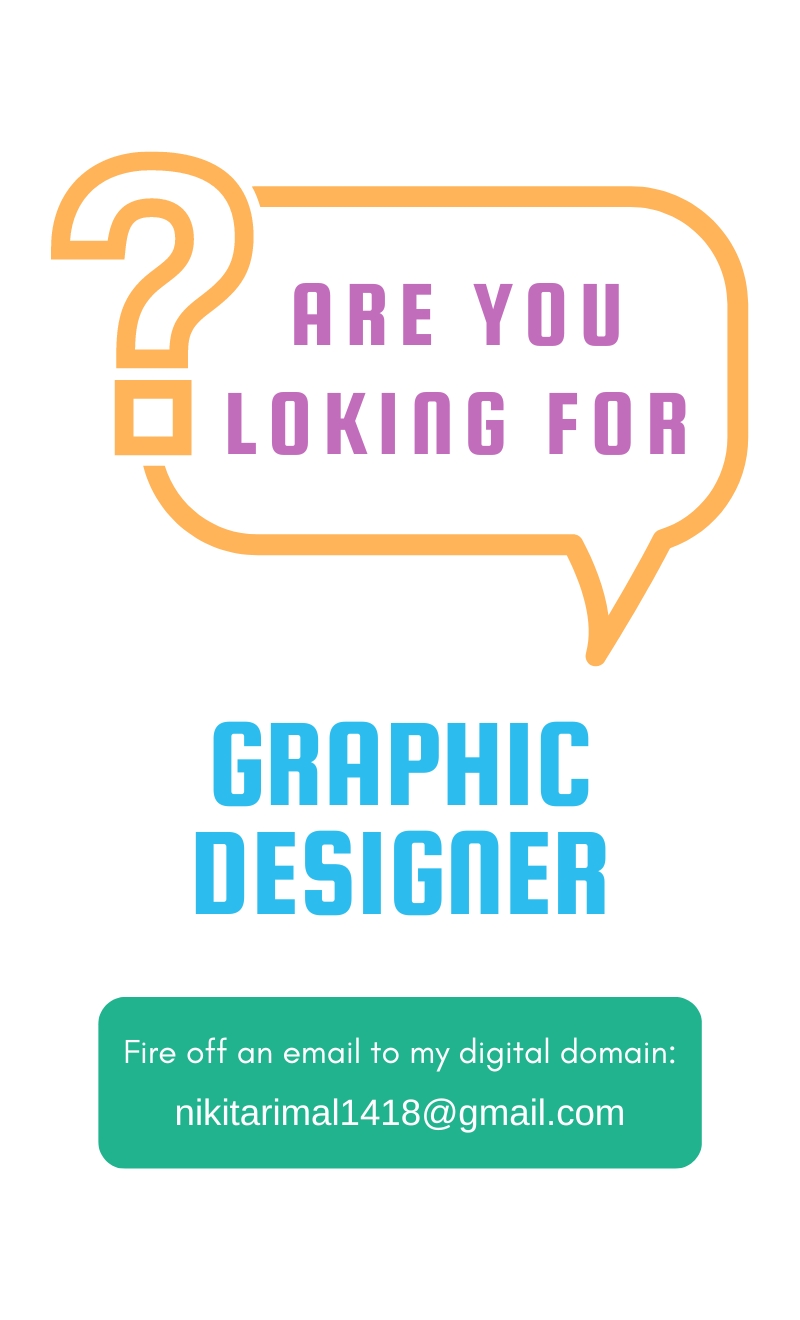 ?
ARE YOU
LOKING FOR
GRAPHIC
DESIGNER
Fire off an email to my digital domain:
nikitarimal1418@gmail.com